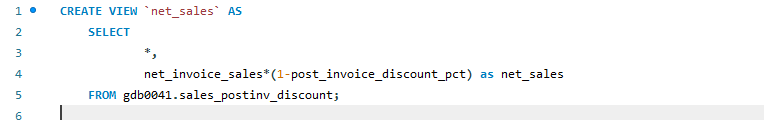 1 CREATE VIEW `net_sales` AS
2 SELECT
3 *,
4 net_invoice_sales*(1-post_invoice_discount_pct) as net_sales
5 FROM gdb0041.sales_postinv_discount;
6